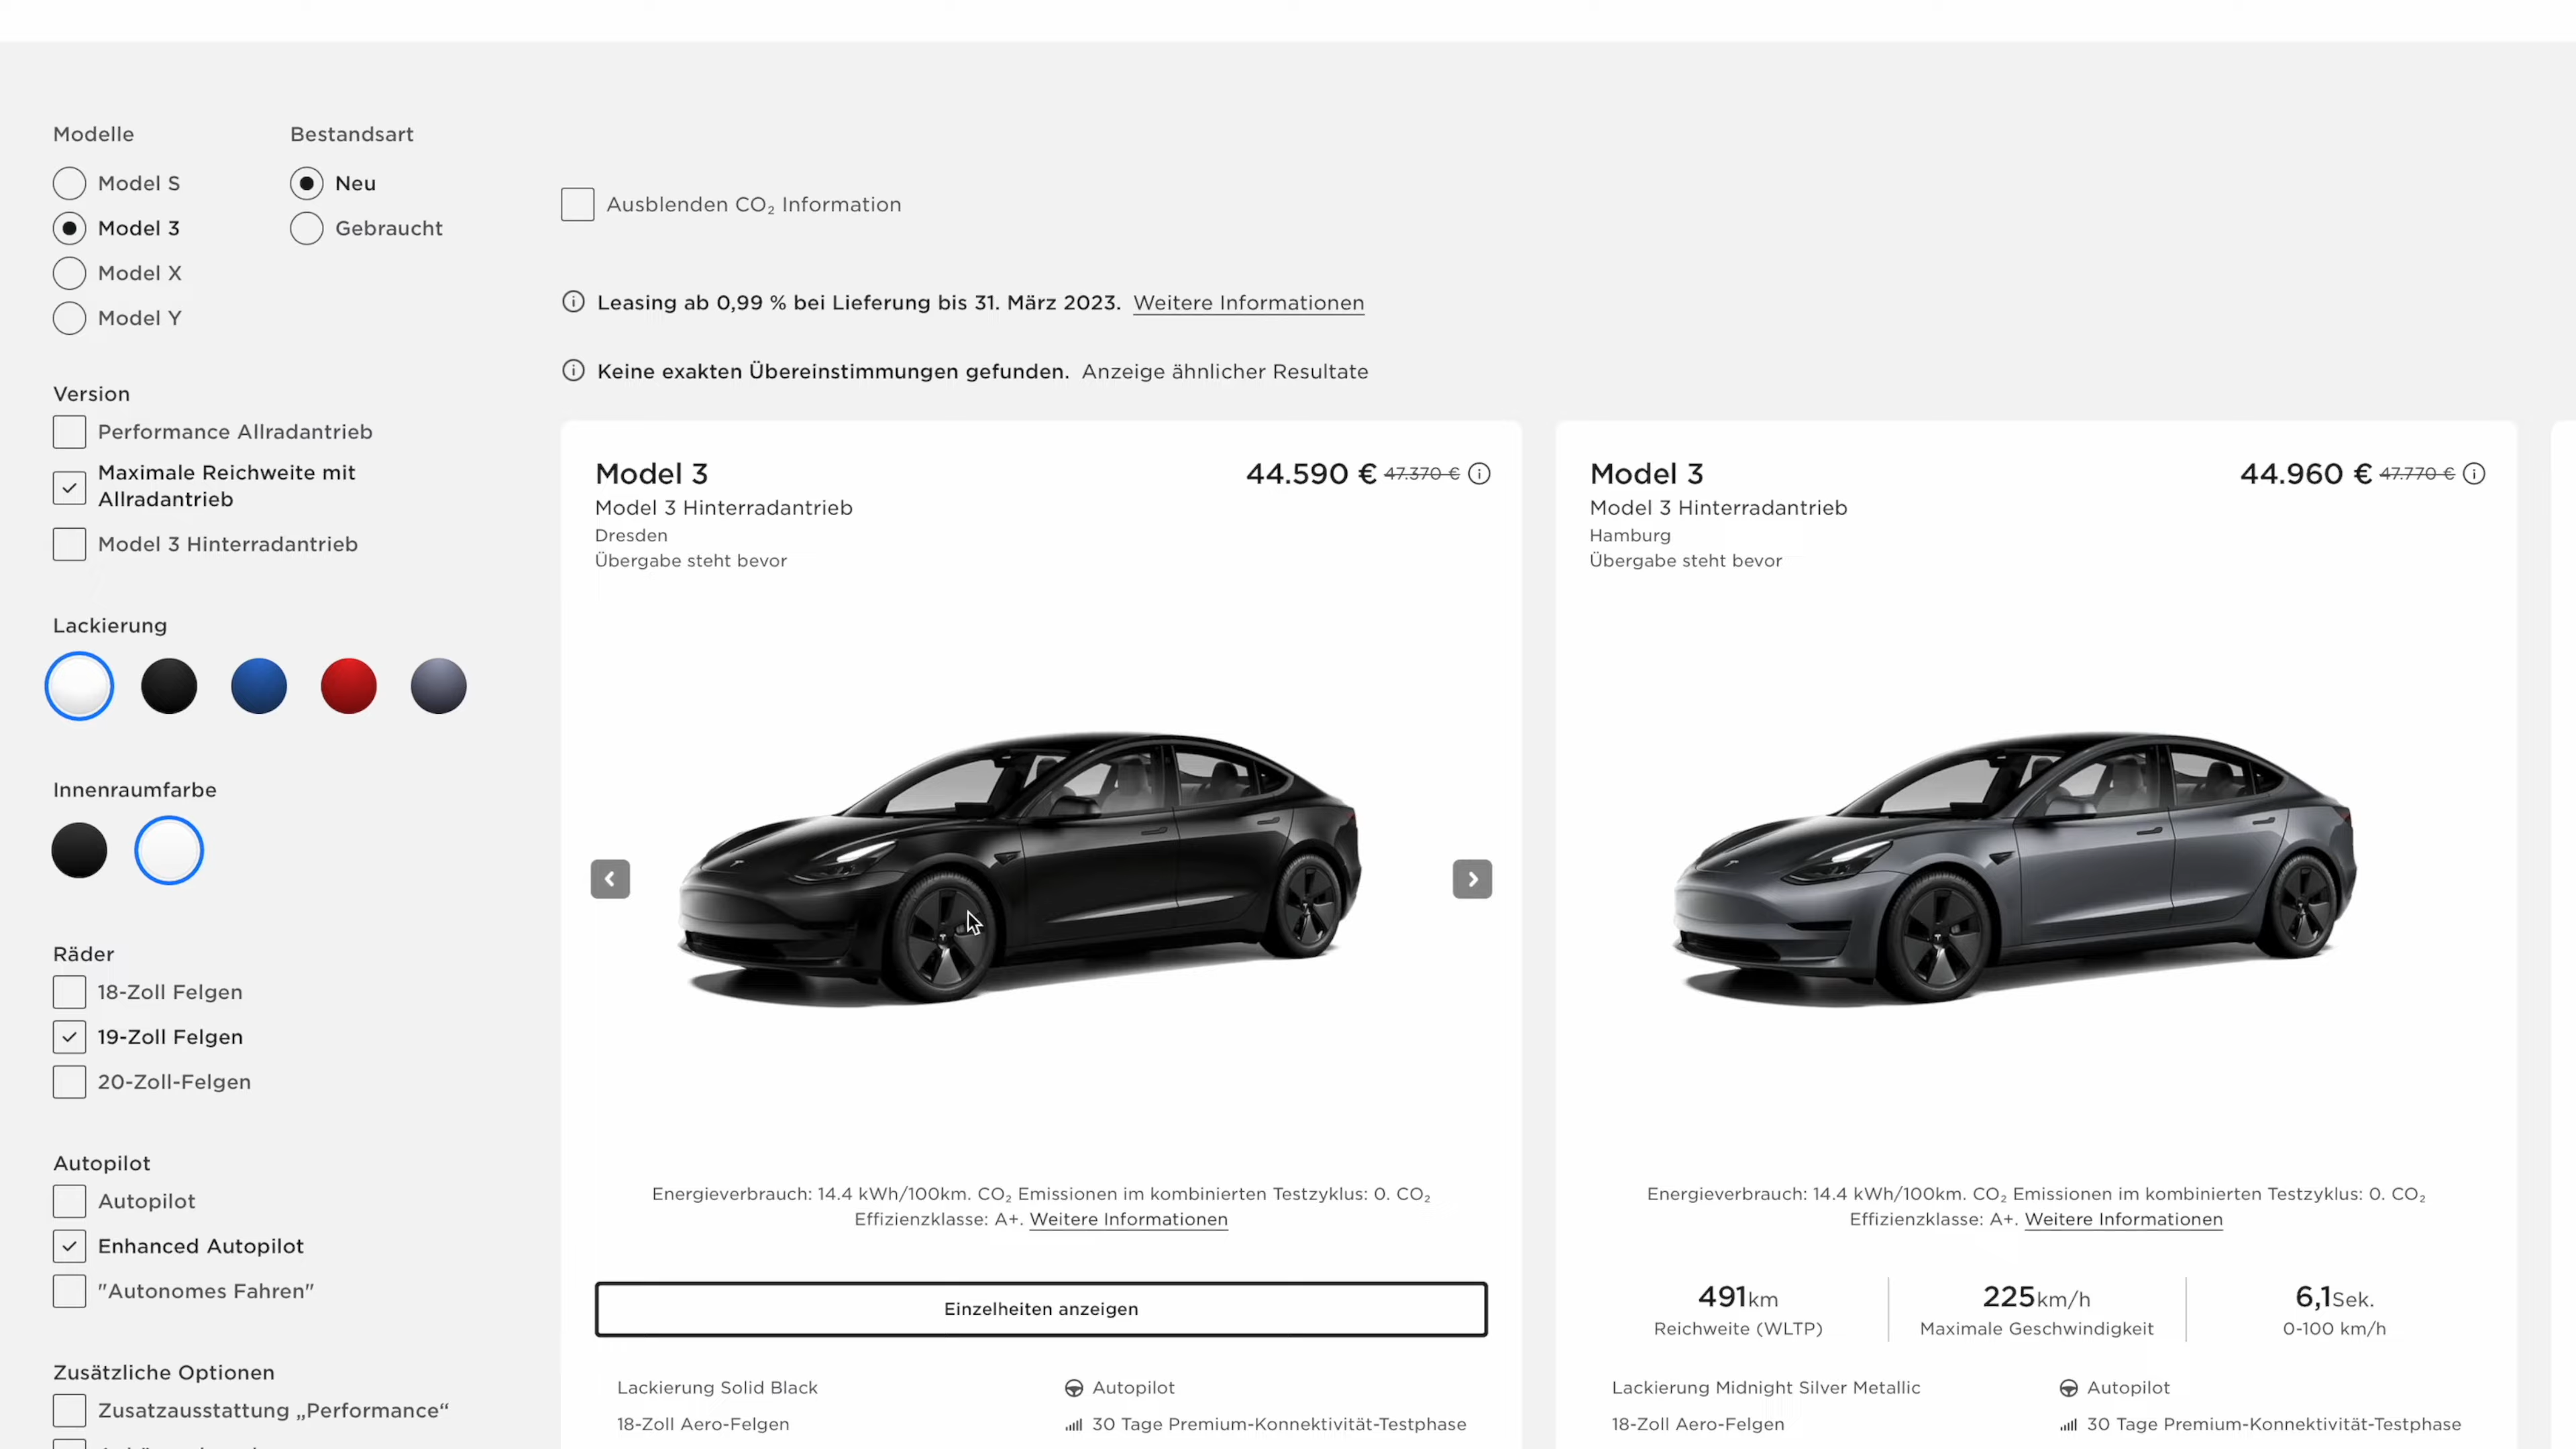 Modelle
Model S
Model 3
Model X
Model Y
Bestandsart
Neu
Gebraucht
Version
Performance Allradantrieb
Maximale Reichweite mit
Allradantrieb
Model 3 Hinterradantrieb
Lackierung
Innenraumfarbe
Räder
18-Zoll Felgen
19-Zoll Felgen
20-Zoll-Felgen
Autopilot
Autopilot
Enhanced Autopilot
"Autonomes Fahren"
Zusätzliche Optionen
Zusatzausstattung „Performance“
Ausblenden CO₂ Information
Leasing ab 0,99 % bei Lieferung bis 31. März 2023. Weitere Informationen
Keine exakten Übereinstimmungen gefunden. Anzeige ähnlicher Resultate
Model 3
44.590 € 47.370 €
Model 3 Hinterradantrieb
Dresden
Übergabe steht bevor
Energieverbrauch: 14.4 kWh/100km. CO₂ Emissionen im kombinierten Testzyklus: 0. CO₂
Effizienzklasse: A+. Weitere Informationen
Einzelheiten anzeigen
Lackierung Solid Black
Autopilot
18-Zoll Aero-Felgen
30 Tage Premium-Konnektivität-Testphase
Model 3
44.960 € 47.770 €
Model 3 Hinterradantrieb
Hamburg
Übergabe steht bevor
Energieverbrauch: 14.4 kWh/100km. CO₂ Emissionen im kombinierten Testzyklus: 0. CO₂
Effizienzklasse: A+. Weitere Informationen
491km
Reichweite (WLTP)
225km/h
Maximale Geschwindigkeit
6,1Sek.
0-100 km/h
Lackierung Midnight Silver Metallic
Autopilot
18-Zoll Aero-Felgen
30 Tage Premium-Konnektivität-Testphase